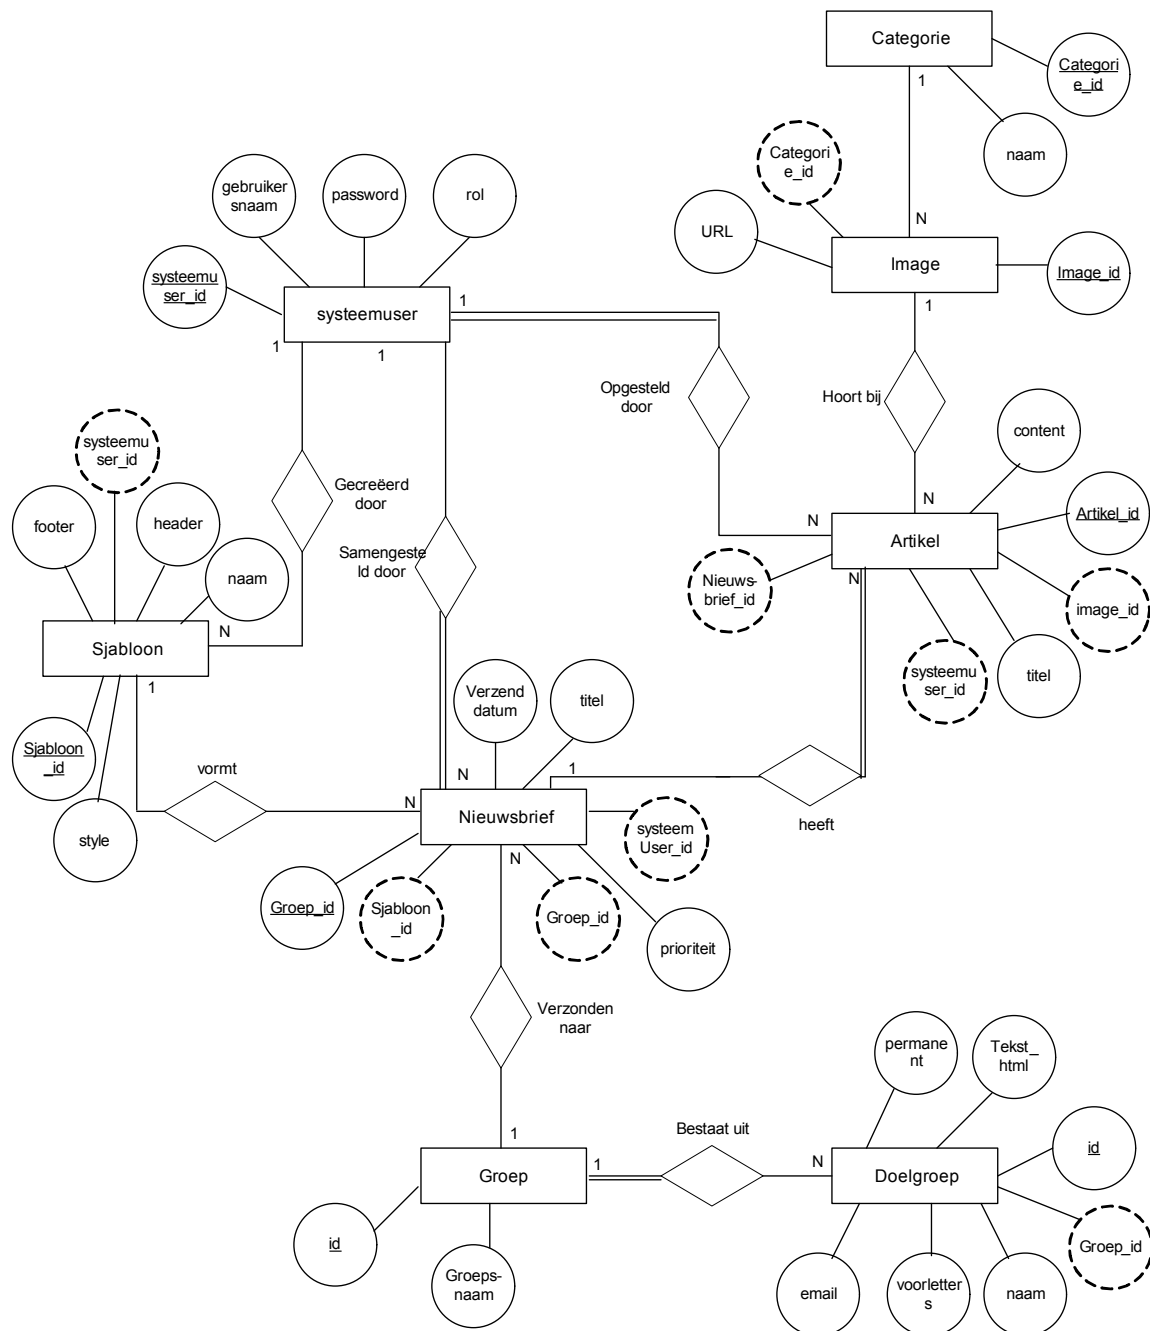 Categorie
Categori
e_id
1
naam
Categori
e_id
N
URL
Image
Image_id
1
gebruiker
snaam
password
rol
systeemu
ser_id
systeemuser
1
1
1
Opgesteld
door
Hoort bij
content
systeemu
ser_id
Gecreëerd
door
footer
header
naam
N
Sjabloon
1
Samengeste
ld door
N
N
Artikel
N
Artikel_id
Nieuws-
brief_id
image_id
systeemu
ser_id
titel
Sjabloon
_id
style
vormt
Verzend
datum
titel
N
1
N
Nieuwsbrief
N
systeem
User_id
heeft
Groep_id
Sjabloon
_id
Groep_id
prioriteit
Verzonden
naar
permane
nt
Tekst_
html
1
Groep
1
Bestaat uit
N
Doelgroep
id
id
Groeps-
naam
Groep_id
email
voorletter
s
naam